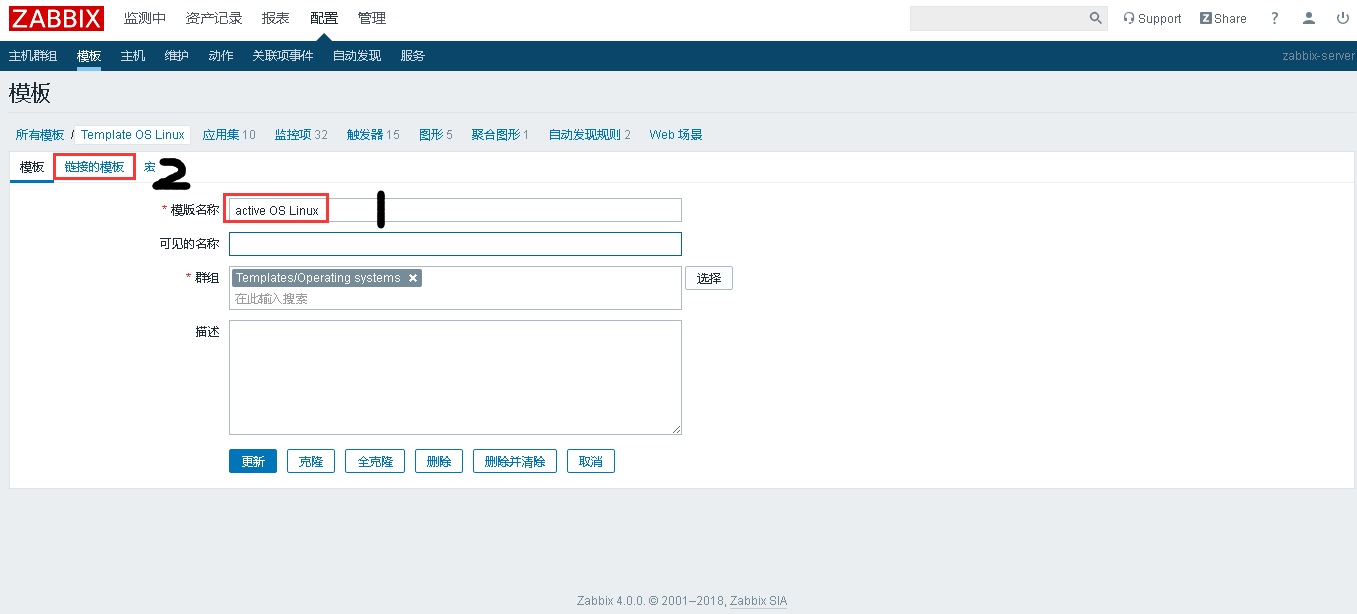 ZABBIX 监测中 资产记录 报表 配置 管理 Support Z Share ?
主机群组 模板 主机 维护 动作 关联项事件 自动发现 服务 zabbix-server
模板
所有模板 / Template OS Linux 应用集 10 监控项 32 触发器 15 图形 5 聚合图形 1 自动发现规则 2 Web 场景
模板 链接的模板 宏 2
* 模版名称 active OS Linux 1
可见的名称
* 群组 Templates/Operating systems × 选择
在此输入搜索
描述
更新 克隆 全克隆 删除 删除并清除 取消
Zabbix 4.0.0. © 2001–2018, Zabbix SIA